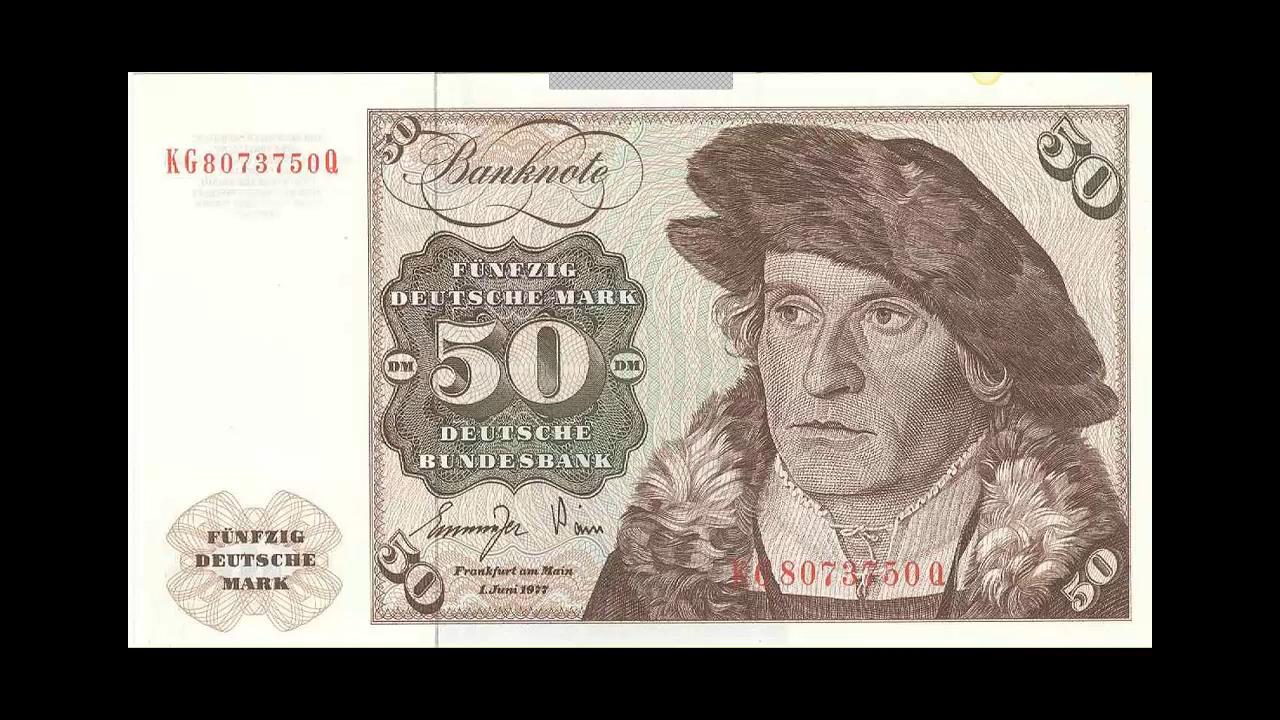 KG8073750Q
50
Banknote
50
FÜNFZIG
DEUTSCHE MARK
50
DM
DM
DEUTSCHE
BUNDESBANK
FÜNFZIG
DEUTSCHE
MARK
50
Frankfurt am Main
1. Juni 1977
KG8073750Q
50